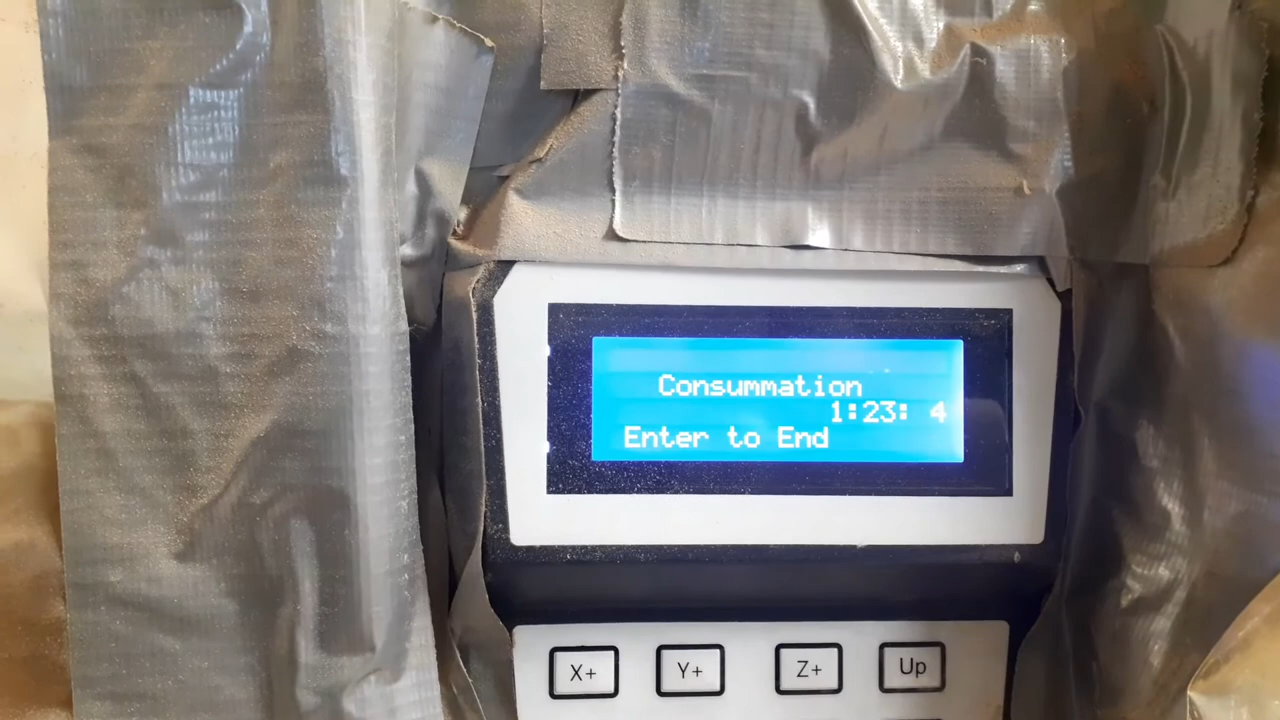 Consummation
1:23: 4
Enter to End
X+ Y+ Z+ Up